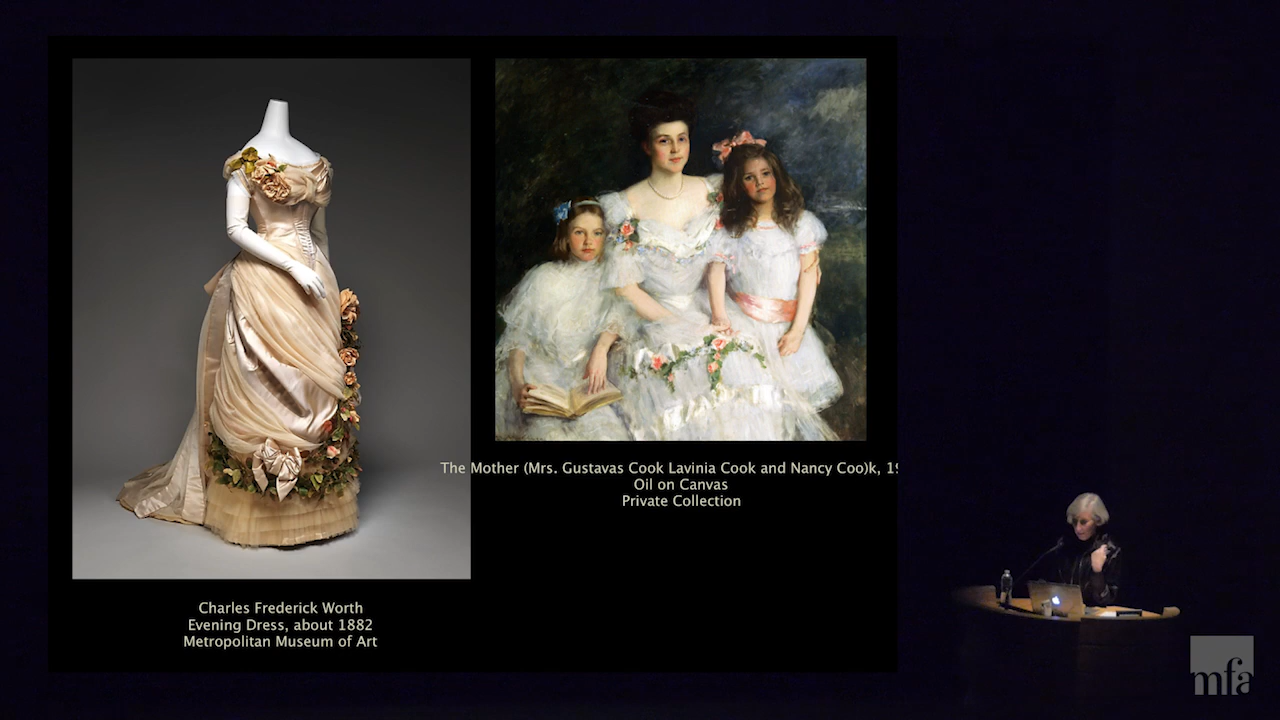 The Mother (Mrs. Gustavas Cook Lavinia Cook and Nancy Coo)k, 19
Oil on Canvas
Private Collection
Charles Frederick Worth
Evening Dress, about 1882
Metropolitan Museum of Art
mfa